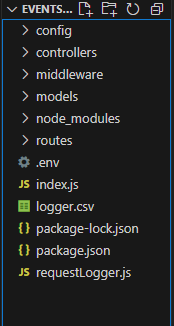 EVENTS...
config
controllers
middleware
models
node_modules
routes
.env
JS index.js
logger.csv
{} package-lock.json
{} package.json
JS requestLogger.js